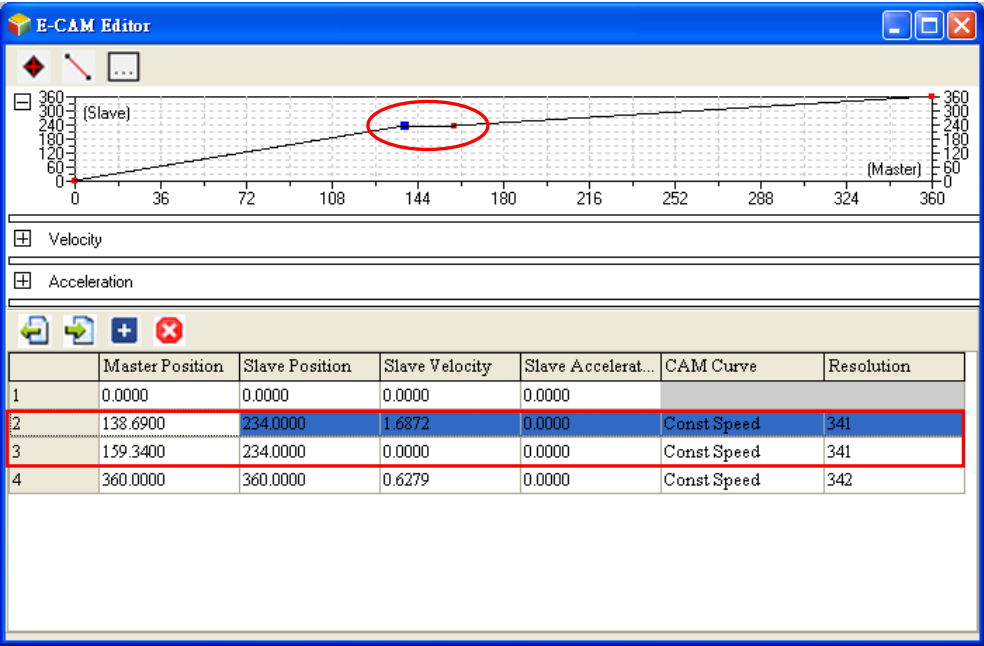 E-CAM Editor
...
360 360
300 (Slave) 300
240 240
180 180
120 120
60 (Master) 60
0 0
0 36 72 108 144 180 216 252 288 324 360
Velocity
Acceleration
Master Position Slave Position Slave Velocity Slave Accelerat... CAM Curve Resolution
1 0.0000 0.0000 0.0000 0.0000
2 138.6900 234.0000 1.6872 0.0000 Const Speed 341
3 159.3400 234.0000 0.0000 0.0000 Const Speed 341
4 360.0000 360.0000 0.6279 0.0000 Const Speed 342